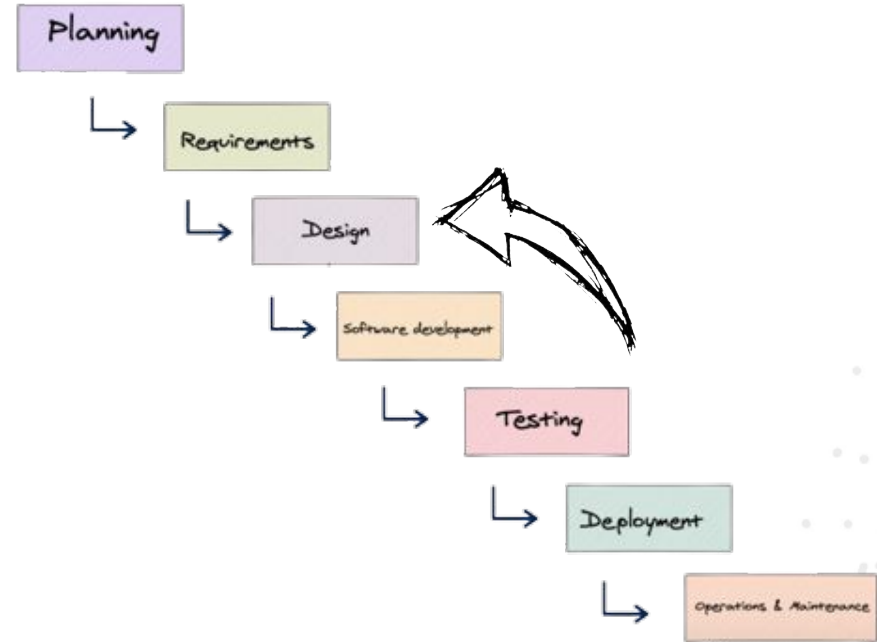 Planning
Requirements
Design
Software development
Testing
Deployment
Operations & Maintenance